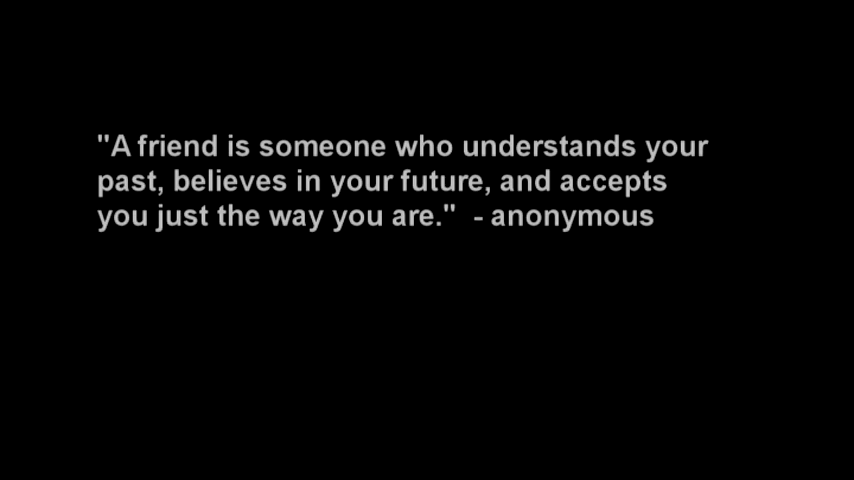 "A friend is someone who understands your
past, believes in your future, and accepts
you just the way you are."  - anonymous